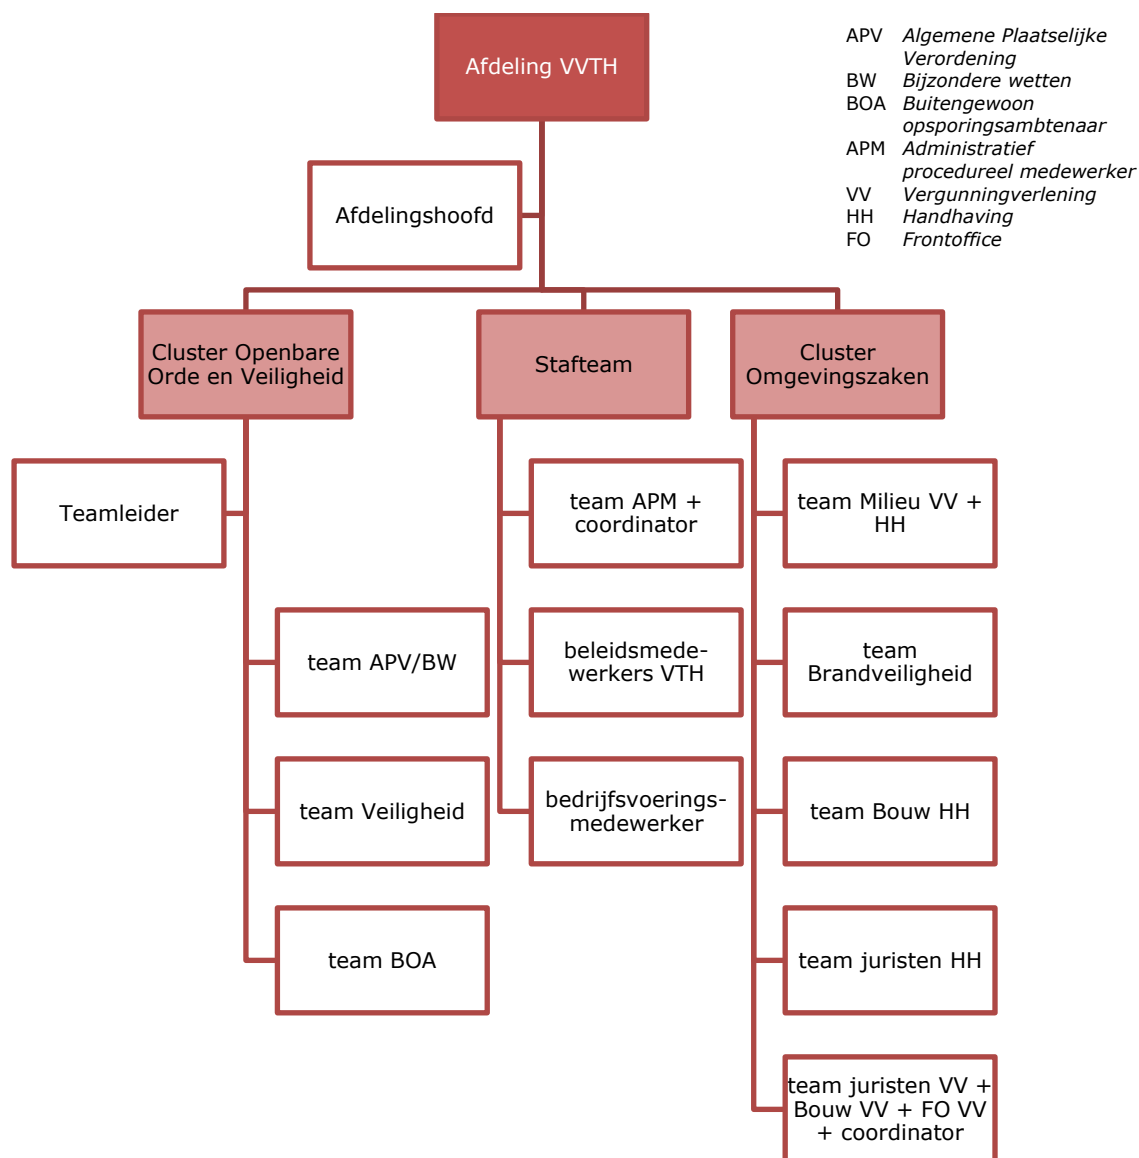 Afdeling VVTH
APV Algemene Plaatselijke
Verordening
BW Bijzondere wetten
BOA Buitengewoon
opsporingsambtenaar
APM Administratief
procedureel medewerker
VV Vergunningverlening
HH Handhaving
FO Frontoffice
Afdelingshoofd
Cluster Openbare
Orde en Veiligheid
Stafteam
Cluster
Omgevingszaken
Teamleider
team APV/BW
team Veiligheid
team BOA
team APM +
coordinator
beleidsmede-
werkers VTH
bedrijfsvoerings-
medewerker
team Milieu VV +
HH
team
Brandveiligheid
team Bouw HH
team juristen HH
team juristen VV +
Bouw VV + FO VV
+ coordinator